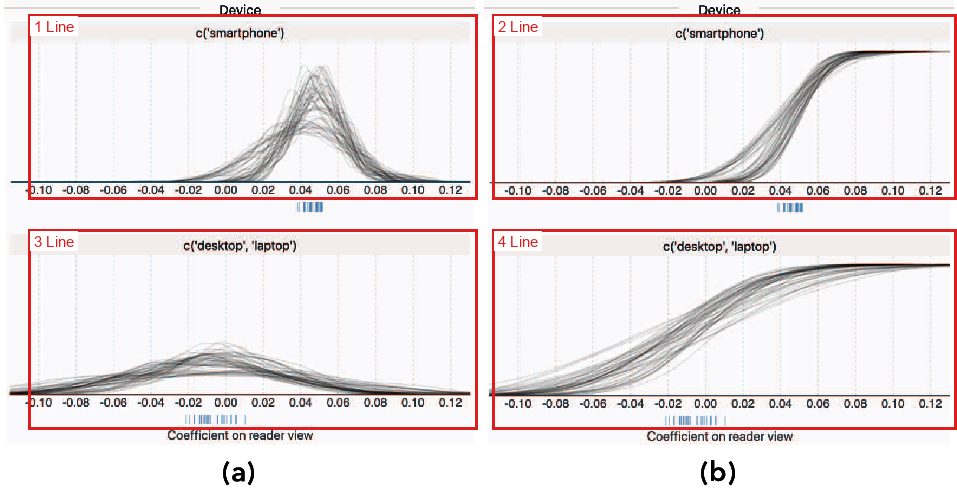 Device
Device
1 Line
2 Line
c('smartphone')
c('smartphone')
-0.10 -0.08 -0.06 -0.04 -0.02 0.00 0.02 0.04 0.06 0.08 0.10 0.12
-0.10 -0.08 -0.06 -0.04 -0.02 0.00 0.02 0.04 0.06 0.08 0.10 0.12
3 Line
4 Line
c('desktop', 'laptop')
c('desktop', 'laptop')
-0.10 -0.08 -0.06 -0.04 -0.02 0.00 0.02 0.04 0.06 0.08 0.10 0.12
-0.10 -0.08 -0.06 -0.04 -0.02 0.00 0.02 0.04 0.06 0.08 0.10 0.12
Coefficient on reader view
Coefficient on reader view
(a)
(b)